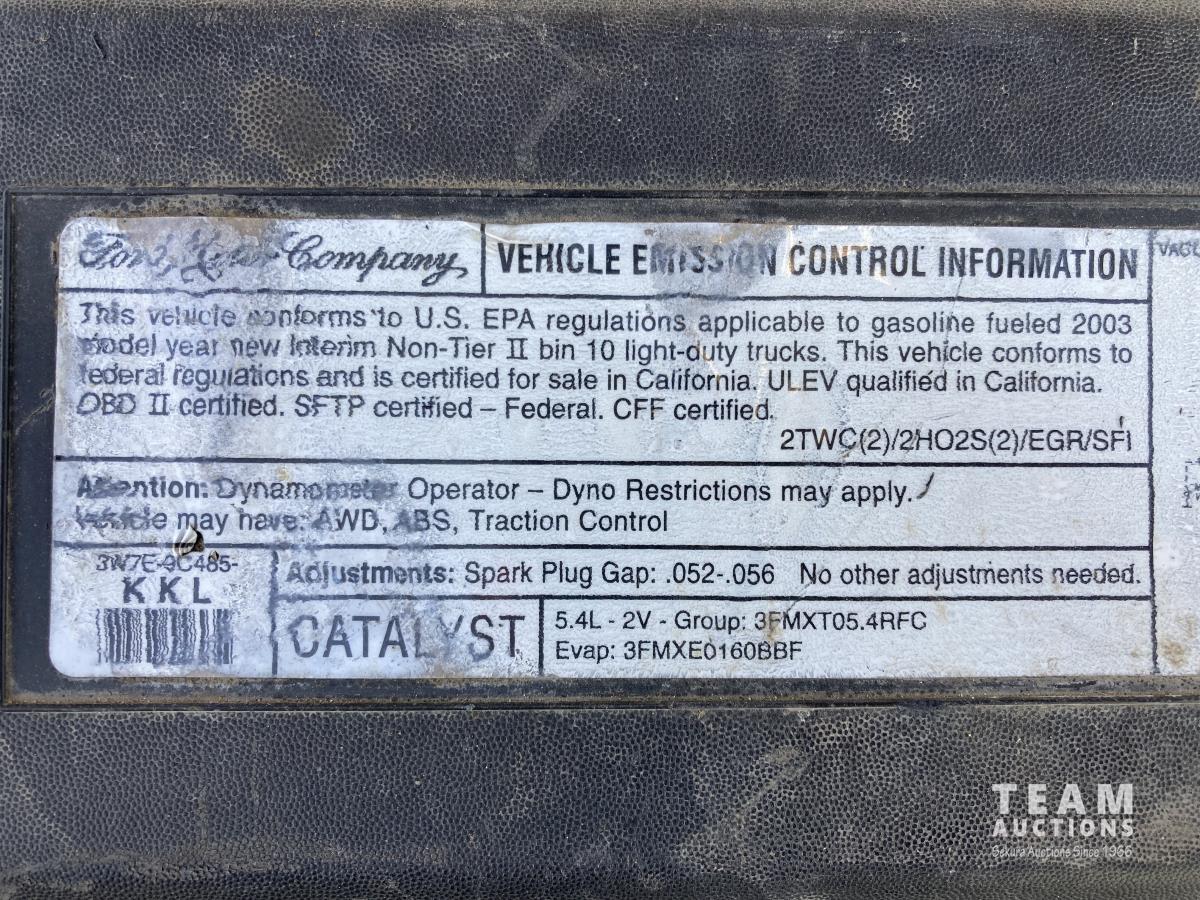 Ford Motor Company
VEHICLE EMISSION CONTROL INFORMATION
This vehicle conforms to U.S. EPA regulations applicable to gasoline fueled 2003
model year new Interim Non-Tier II bin 10 light-duty trucks. This vehicle conforms to
federal regulations and is certified for sale in California. ULEV qualified in California.
OBD II certified. SFTP certified – Federal. CFF certified.
2TWC(2)/2HO2S(2)/EGR/SFI
Attention: Dynamometer Operator – Dyno Restrictions may apply.
Vehicle may have: AWD, ABS, Traction Control
3W7E-9C485-
KKL
Adjustments: Spark Plug Gap: .052-.056 No other adjustments needed.
CATALYST
5.4L - 2V - Group: 3FMXT05.4RFC
Evap: 3FMXE0160BBF
TEAM
AUCTIONS
Sekura Auctions Since 1966